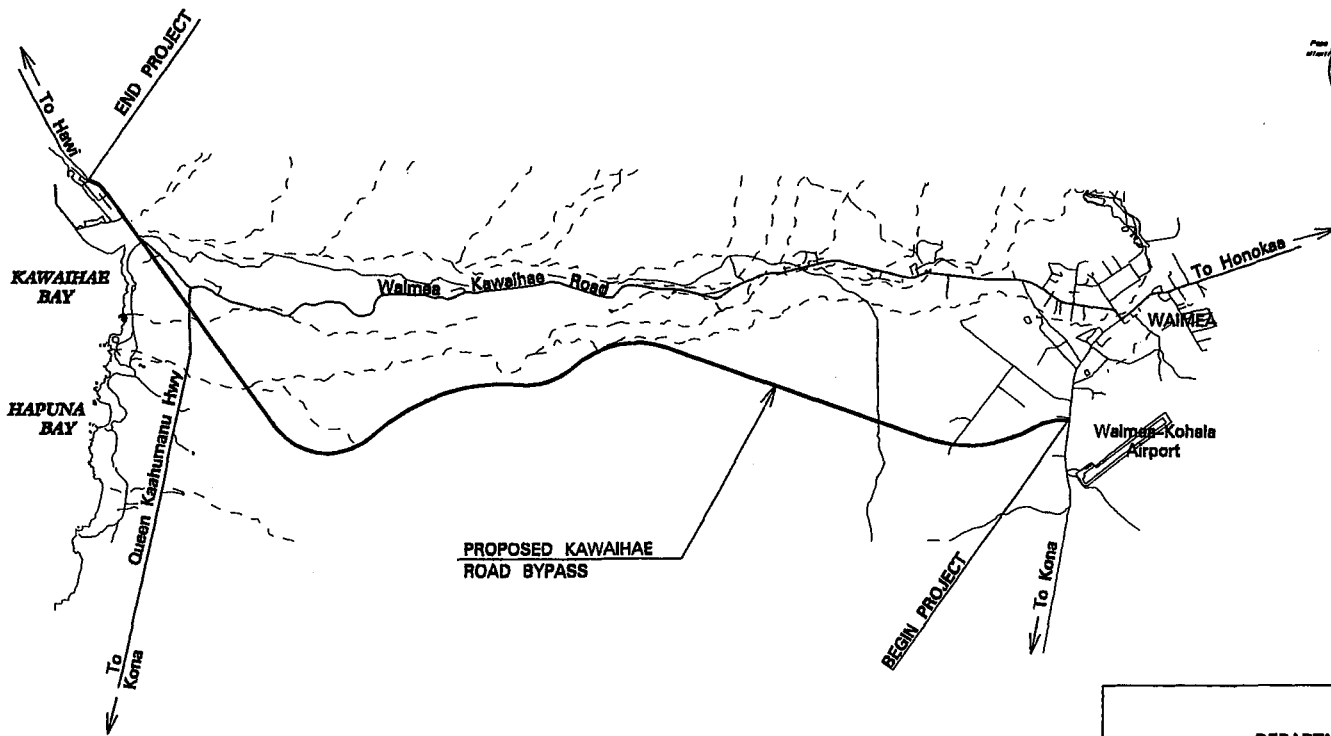 END PROJECT
To Hawi
KAWAIHAE
BAY
Waimea Kawaihae Road
To Honokaa
WAIMEA
HAPUNA
BAY
Queen Kaahumanu Hwy
Waimea-Kohala
Airport
PROPOSED KAWAIHAE
ROAD BYPASS
BEGIN PROJECT
To Kona
To
Kona